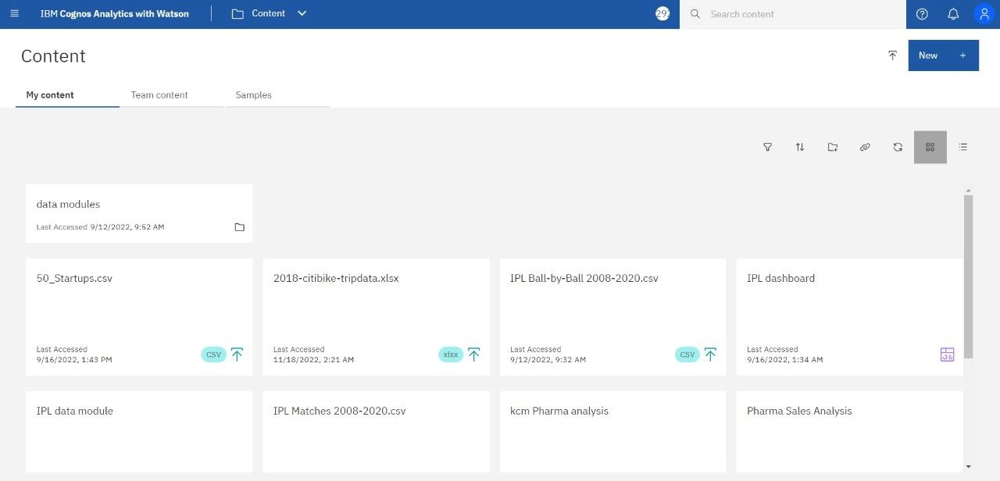 IBM Cognos Analytics with Watson
Content
Search content
Content
New +
My content
Team content
Samples
data modules
Last Accessed 9/12/2022, 9:52 AM
50_Startups.csv
Last Accessed
9/16/2022, 1:43 PM
CSV
2018-citibike-tripdata.xlsx
Last Accessed
11/18/2022, 2:21 AM
xlsx
IPL Ball-by-Ball 2008-2020.csv
Last Accessed
9/12/2022, 9:32 AM
CSV
IPL dashboard
Last Accessed
9/16/2022, 1:34 AM
IPL data module
IPL Matches 2008-2020.csv
kcm Pharma analysis
Pharma Sales Analysis